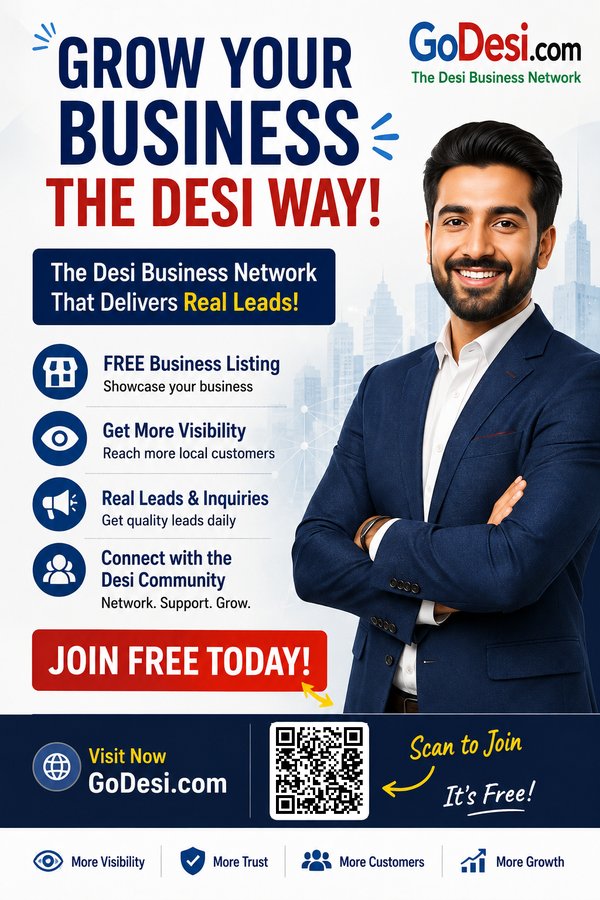 GROW YOUR
BUSINESS
THE DESI WAY!
GoDesi.com
The Desi Business Network
The Desi Business Network
That Delivers Real Leads!
FREE Business Listing
Showcase your business
Get More Visibility
Reach more local customers
Real Leads & Inquiries
Get quality leads daily
Connect with the
Desi Community
Network. Support. Grow.
JOIN FREE TODAY!
Visit Now
GoDesi.com
Scan to Join
It's Free!
More Visibility
More Trust
More Customers
More Growth